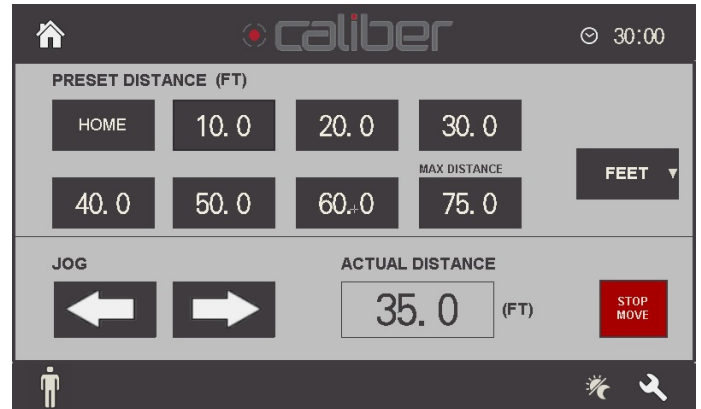 caliber
30:00
PRESET DISTANCE (FT)
HOME 10.0 20.0 30.0
MAX DISTANCE
FEET ▼
40.0 50.0 60.0 75.0
JOG ACTUAL DISTANCE
35.0 (FT)
STOP
MOVE